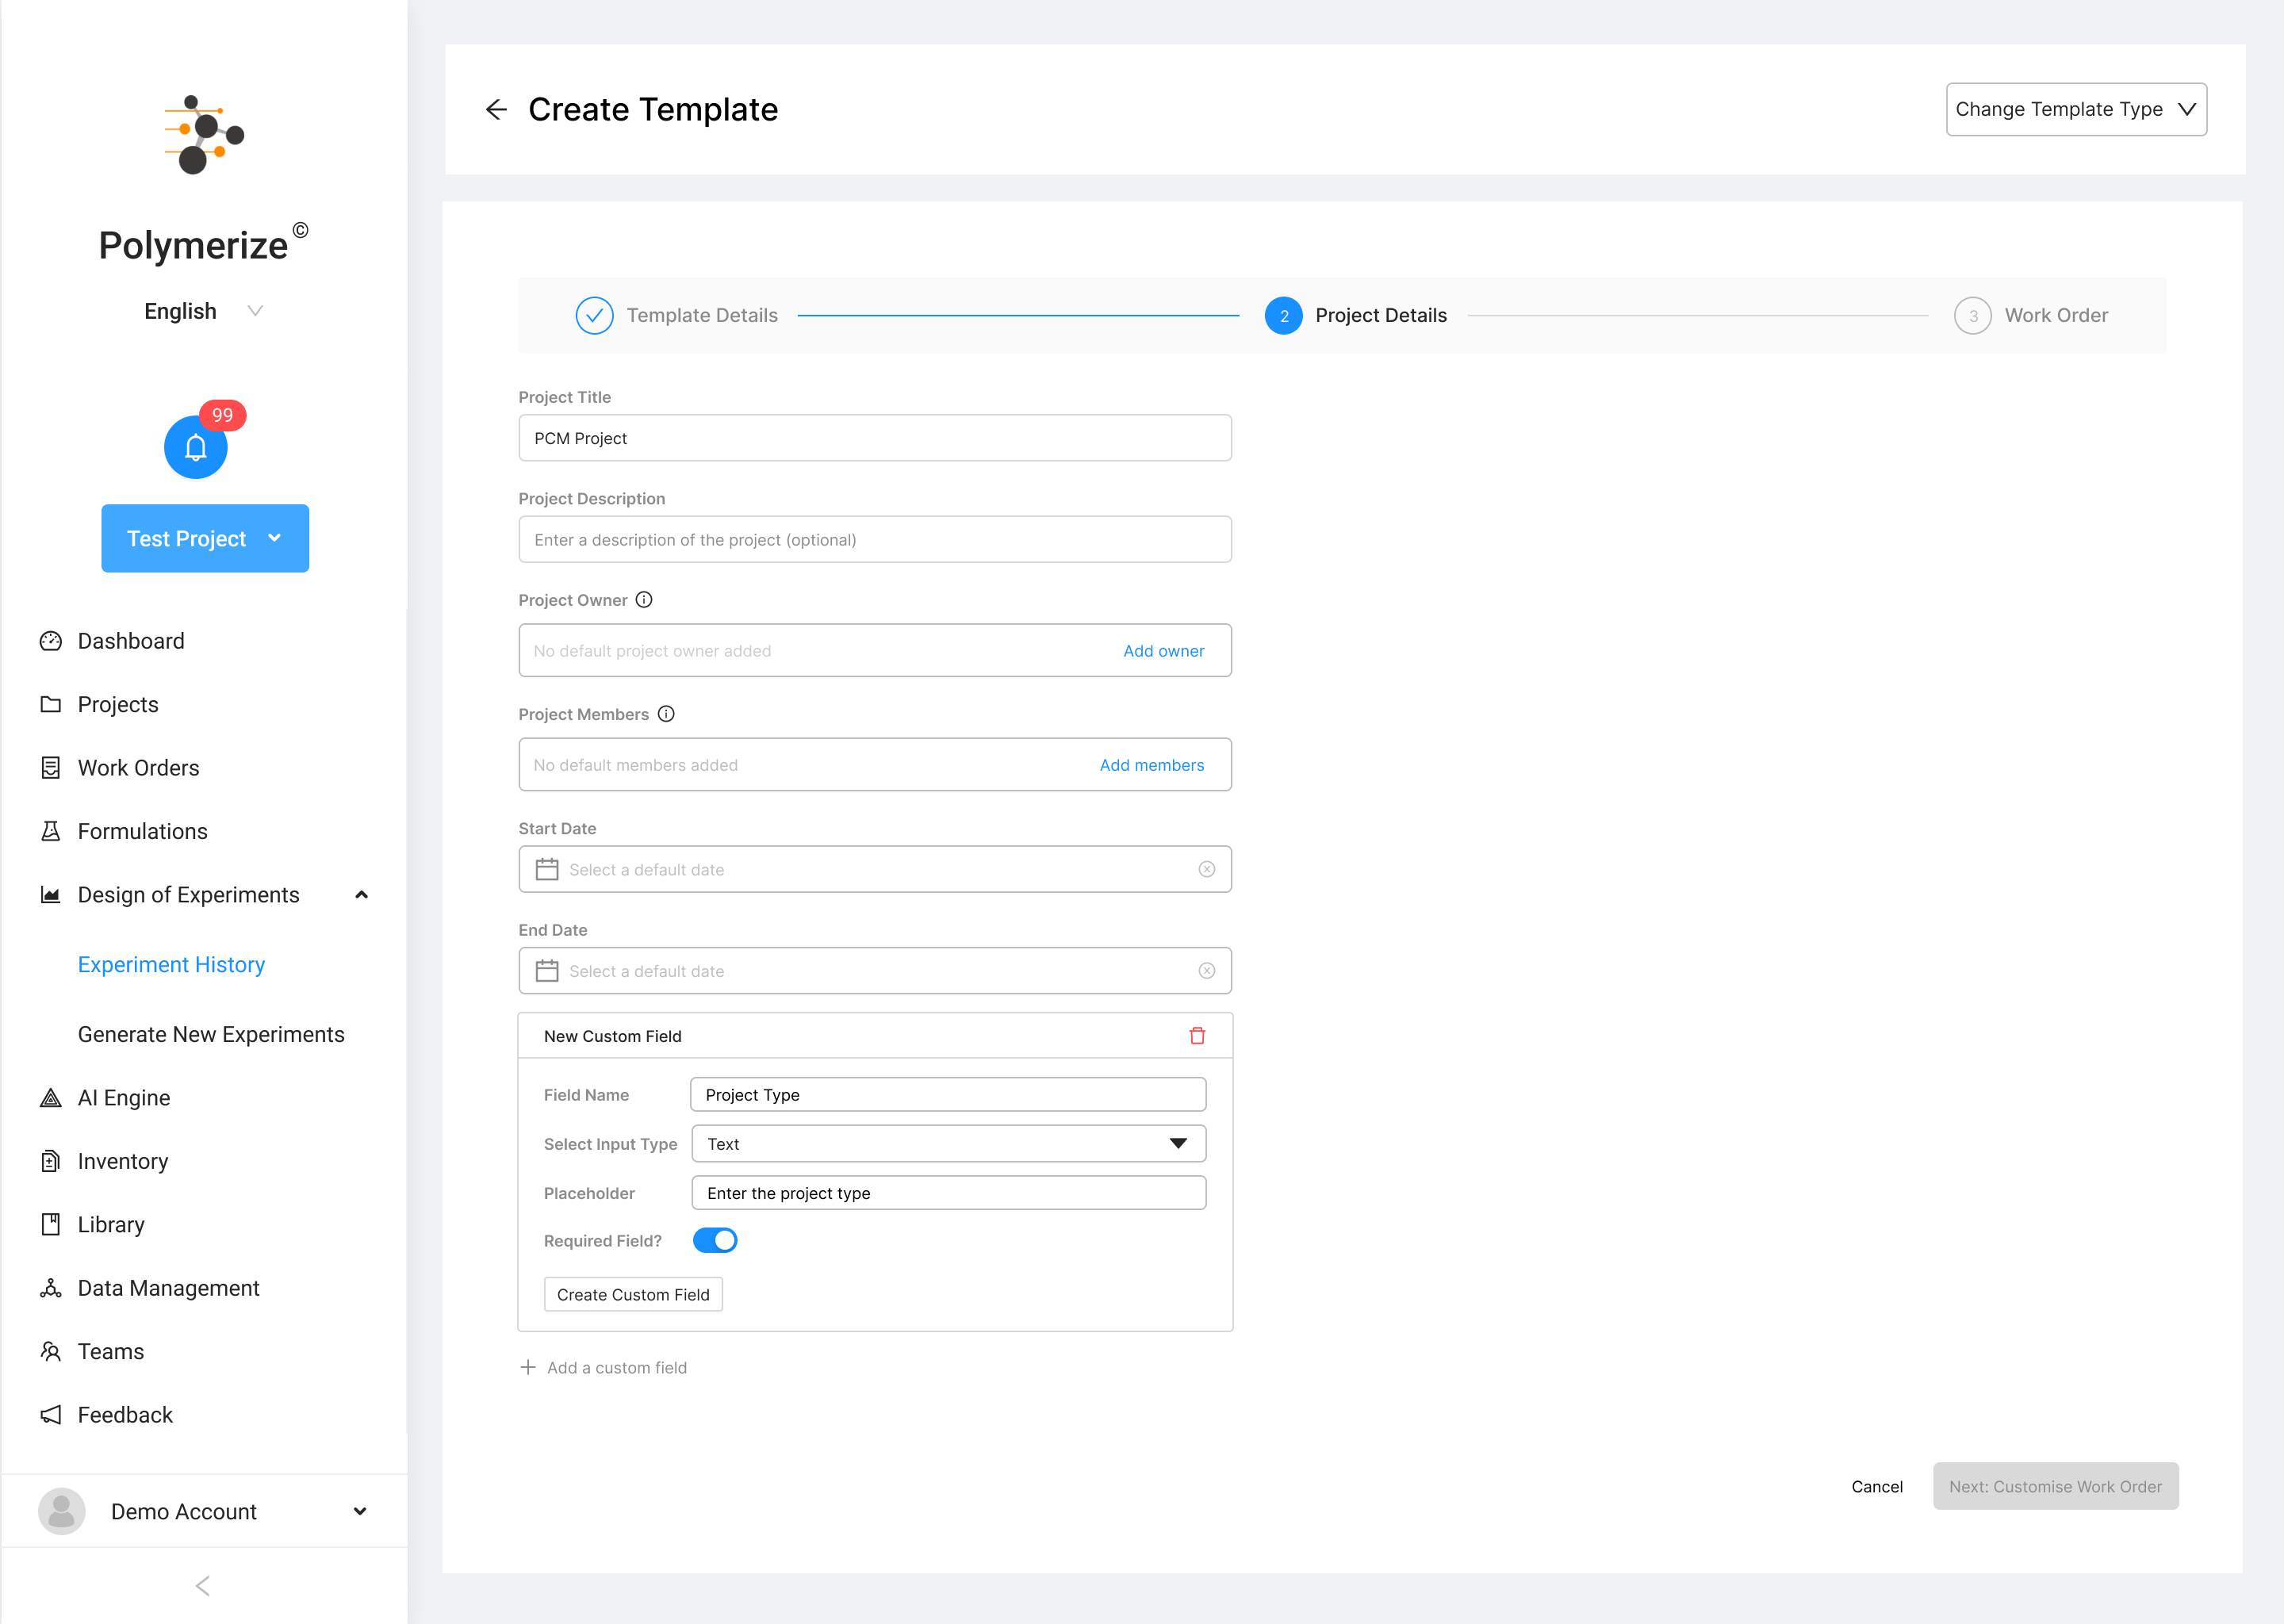 Polymerize ©
English
99
Test Project
Dashboard
Projects
Work Orders
Formulations
Design of Experiments
Experiment History
Generate New Experiments
AI Engine
Inventory
Library
Data Management
Teams
Feedback
Demo Account
Create Template
Change Template Type
Template Details
2 Project Details
3 Work Order
Project Title
PCM Project
Project Description
Enter a description of the project (optional)
Project Owner
No default project owner added Add owner
Project Members
No default members added Add members
Start Date
Select a default date
End Date
Select a default date
New Custom Field
Field Name Project Type
Select Input Type Text
Placeholder Enter the project type
Required Field?
Create Custom Field
Add a custom field
Cancel Next: Customise Work Order